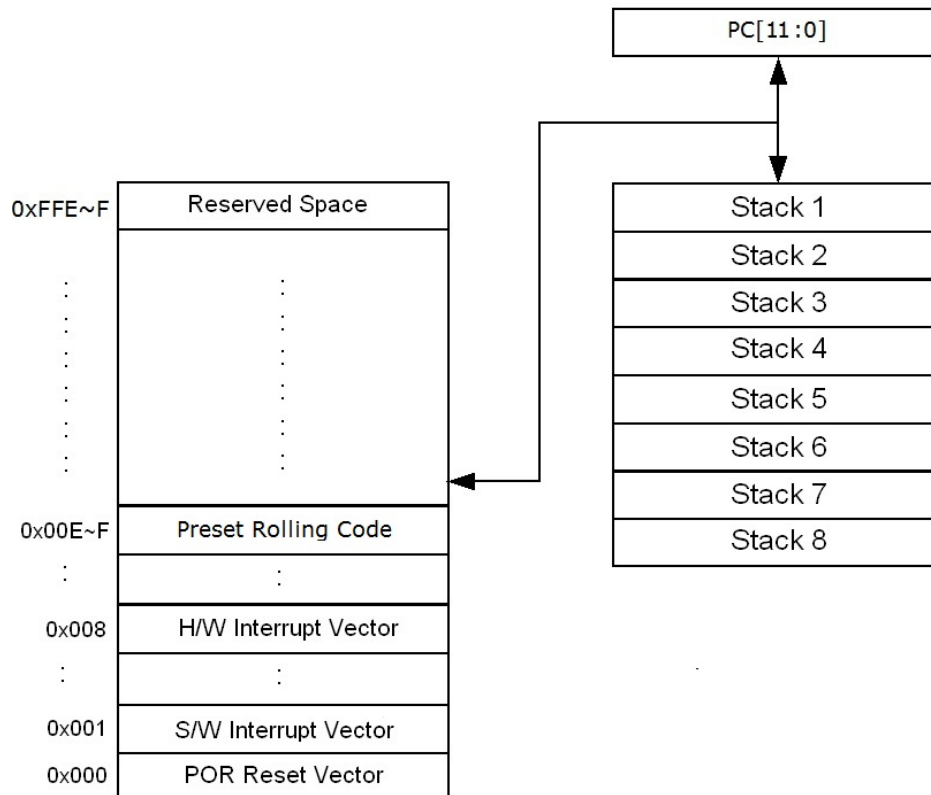 PC[11:0]
0xFFE~F Reserved Space
0x00E~F Preset Rolling Code
0x008 H/W Interrupt Vector
0x001 S/W Interrupt Vector
0x000 POR Reset Vector
Stack 1
Stack 2
Stack 3
Stack 4
Stack 5
Stack 6
Stack 7
Stack 8